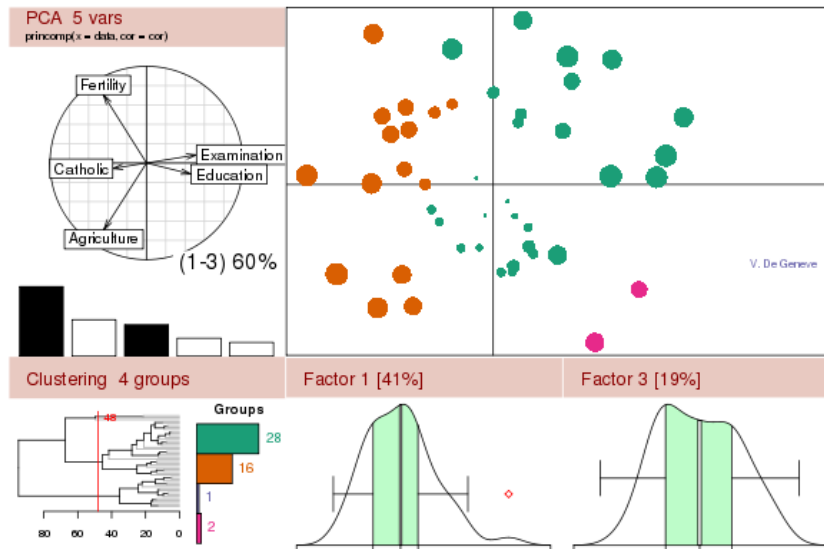 PCA 5 vars
princomp(x = data, cor = cor)
Fertility
Examination
Catholic
Education
Agriculture
(1-3) 60%
V. De Geneve
Clustering 4 groups
Factor 1 [41%]
Factor 3 [19%]
Groups
48
28
16
1
2
80 60 40 20 0